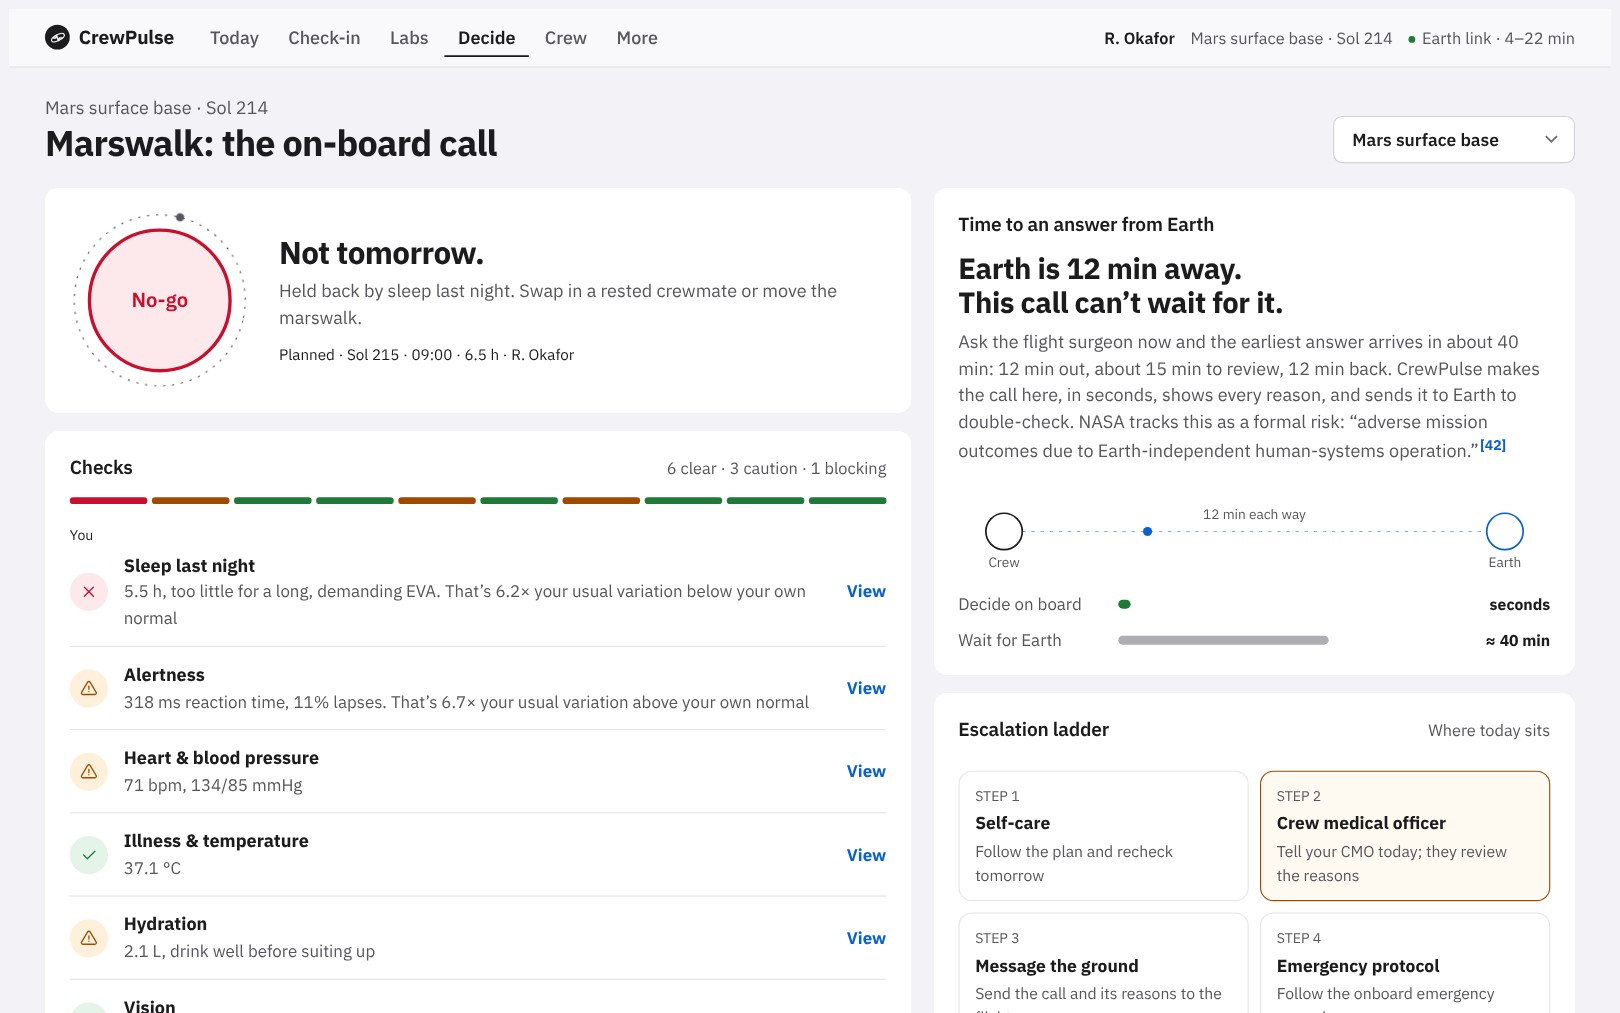 CrewPulse Today Check-in Labs Decide Crew More R. Okafor Mars surface base · Sol 214 Earth link · 4–22 min
Mars surface base · Sol 214
Marswalk: the on-board call
Mars surface base
No-go
Not tomorrow.
Held back by sleep last night. Swap in a rested crewmate or move the
marswalk.
Planned · Sol 215 · 09:00 · 6.5 h · R. Okafor
Checks
6 clear · 3 caution · 1 blocking
You
Sleep last night
5.5 h, too little for a long, demanding EVA. That’s 6.2× your usual variation below your own
normal
View
Alertness
318 ms reaction time, 11% lapses. That’s 6.7× your usual variation above your own normal
View
Heart & blood pressure
71 bpm, 134/85 mmHg
View
Illness & temperature
37.1 °C
View
Hydration
2.1 L, drink well before suiting up
View
Vision
Time to an answer from Earth
Earth is 12 min away.
This call can’t wait for it.
Ask the flight surgeon now and the earliest answer arrives in about 40
min: 12 min out, about 15 min to review, 12 min back. CrewPulse makes
the call here, in seconds, shows every reason, and sends it to Earth to
double-check. NASA tracks this as a formal risk: “adverse mission
outcomes due to Earth-independent human-systems operation.” [42]
12 min each way
Crew
Earth
Decide on board seconds
Wait for Earth ≈ 40 min
Escalation ladder
Where today sits
STEP 1
Self-care
Follow the plan and recheck
tomorrow
STEP 2
Crew medical officer
Tell your CMO today; they review
the reasons
STEP 3
Message the ground
Send the call and its reasons to the
STEP 4
Emergency protocol
Follow the onboard emergency